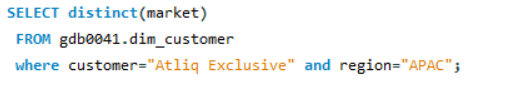 SELECT distinct(market)
FROM gdb0041.dim_customer
where customer="Atliq Exclusive" and region="APAC";